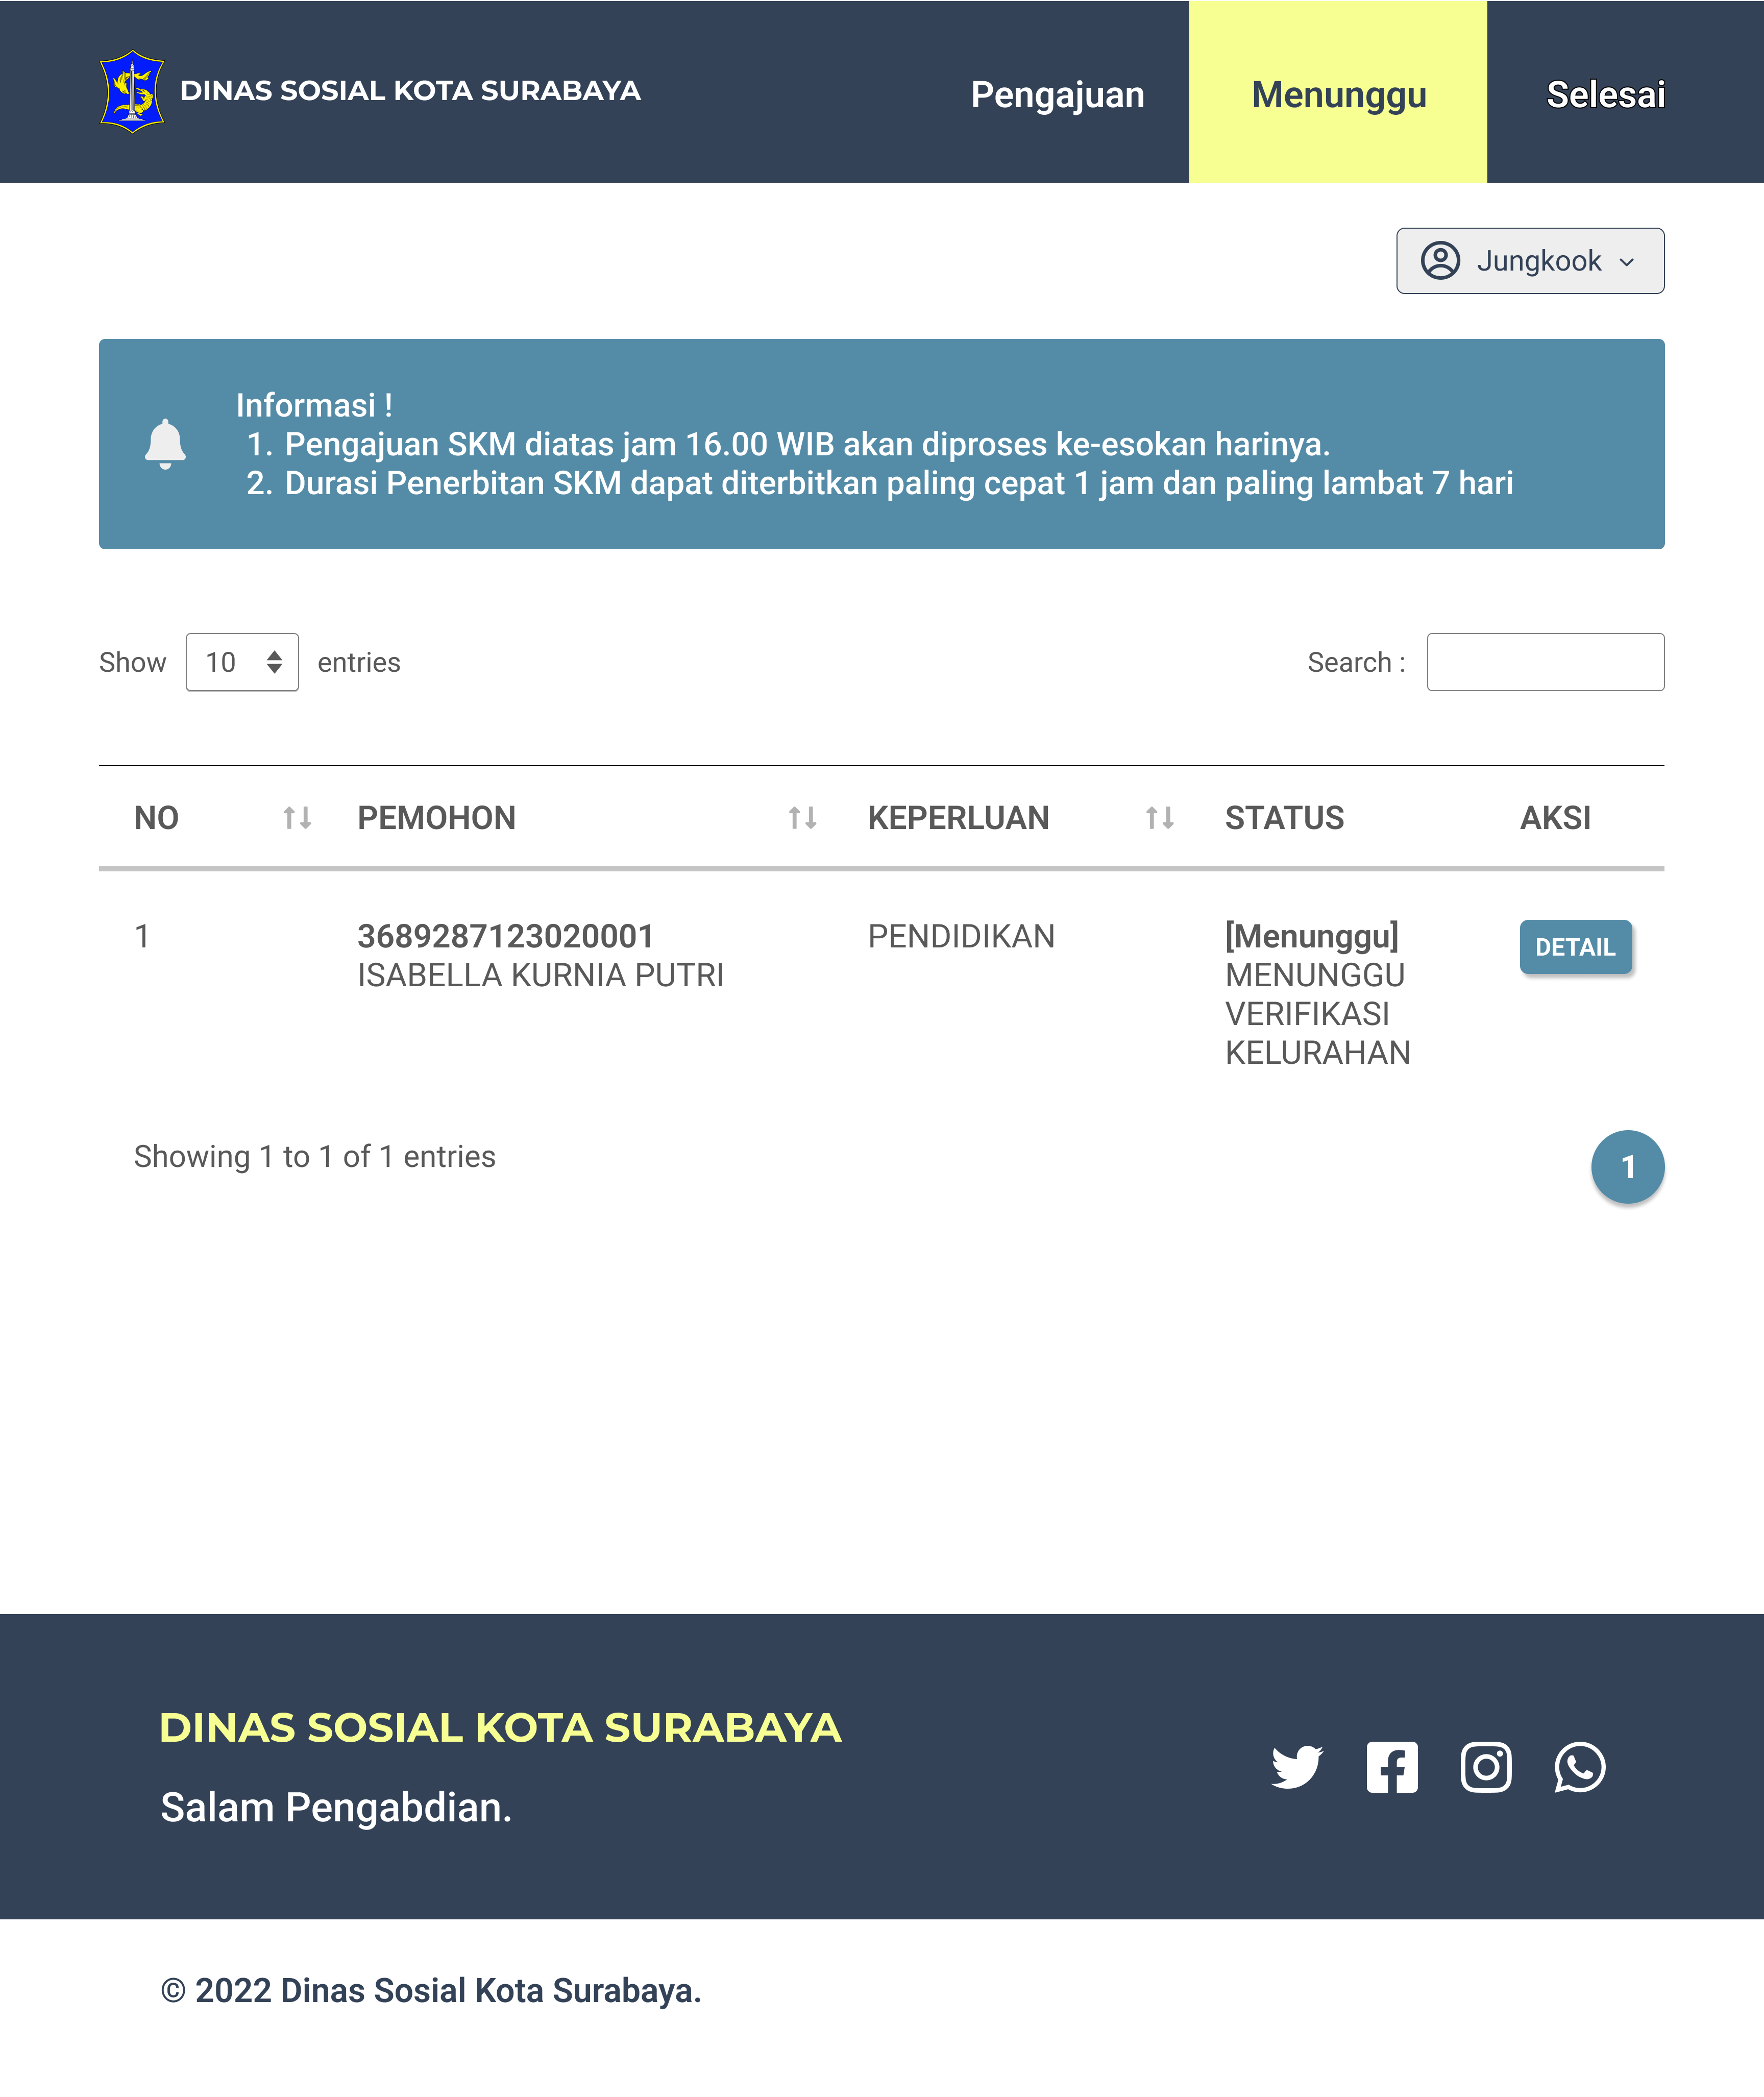 DINAS SOSIAL KOTA SURABAYA
Pengajuan
Menunggu
Selesai
Jungkook
Informasi !
1. Pengajuan SKM diatas jam 16.00 WIB akan diproses ke-esokan harinya.
2. Durasi Penerbitan SKM dapat diterbitkan paling cepat 1 jam dan paling lambat 7 hari
Show 10 entries
Search :
NO PEMOHON KEPERLUAN STATUS AKSI
1 3689287123020001 PENDIDIKAN [Menunggu] DETAIL
ISABELLA KURNIA PUTRI MENUNGGU
VERIFIKASI
KELURAHAN
Showing 1 to 1 of 1 entries
1
DINAS SOSIAL KOTA SURABAYA
Salam Pengabdian.
© 2022 Dinas Sosial Kota Surabaya.